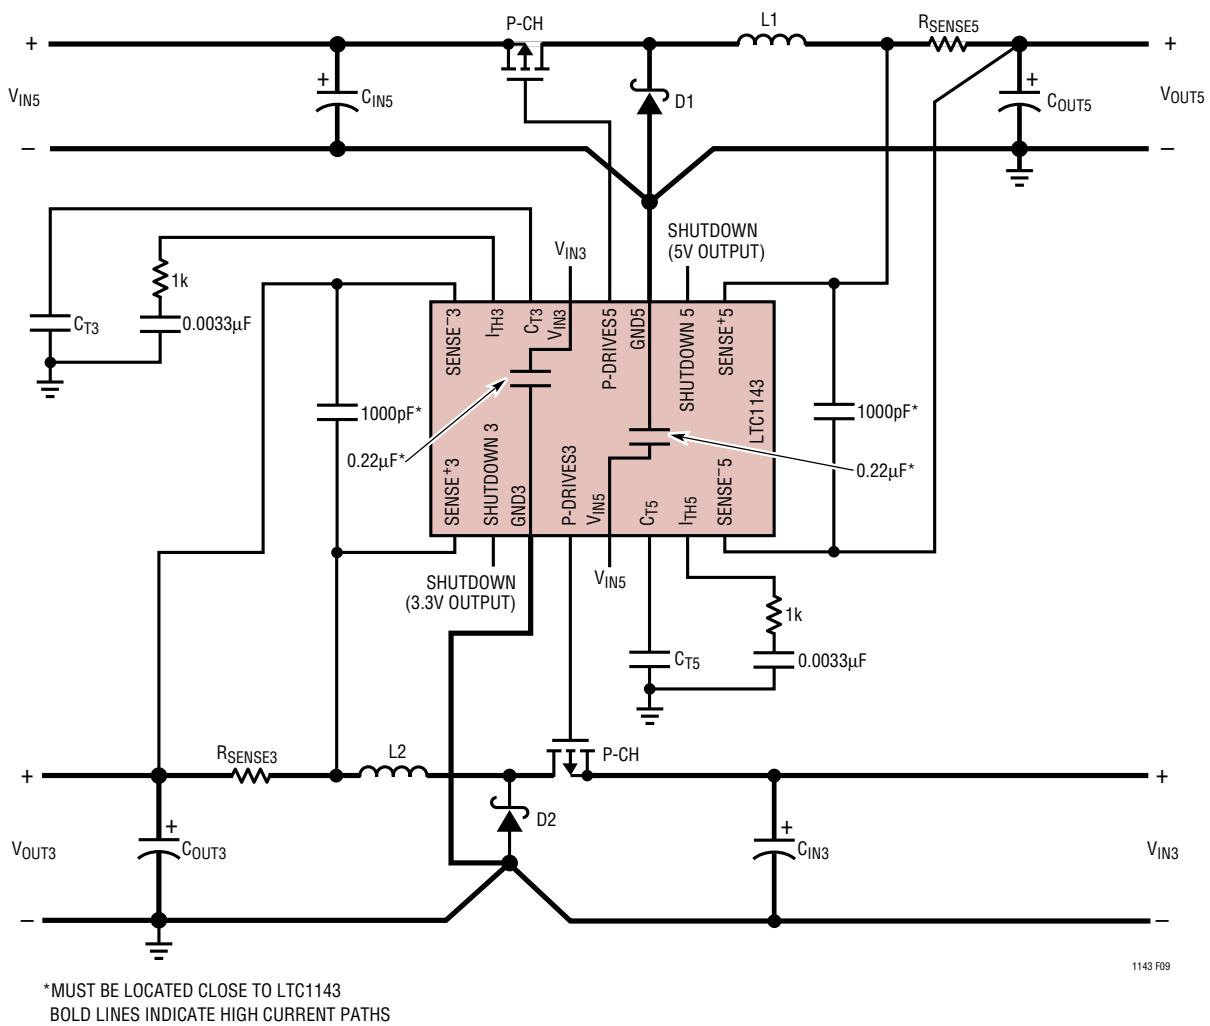 P-CH
L1
RSENSE5
+
+
+
+
VIN5
CIN5
D1
COUT5
VOUT5
–
–
SHUTDOWN
(5V OUTPUT)
VIN3
1k
CT3
0.0033µF
SENSE–3
ITH3
CT3
VIN3
P-DRIVES5
GND5
SHUTDOWN 5
SENSE+5
LTC1143
1000pF*
1000pF*
0.22µF*
0.22µF*
SENSE+3
SHUTDOWN 3
GND3
P-DRIVES3
VIN5
CT5
ITH5
SENSE–5
SHUTDOWN
(3.3V OUTPUT)
VIN5
1k
CT5
0.0033µF
RSENSE3
L2
P-CH
+
+
+
+
VOUT3
COUT3
D2
CIN3
VIN3
–
–
1143 F09
*MUST BE LOCATED CLOSE TO LTC1143
BOLD LINES INDICATE HIGH CURRENT PATHS